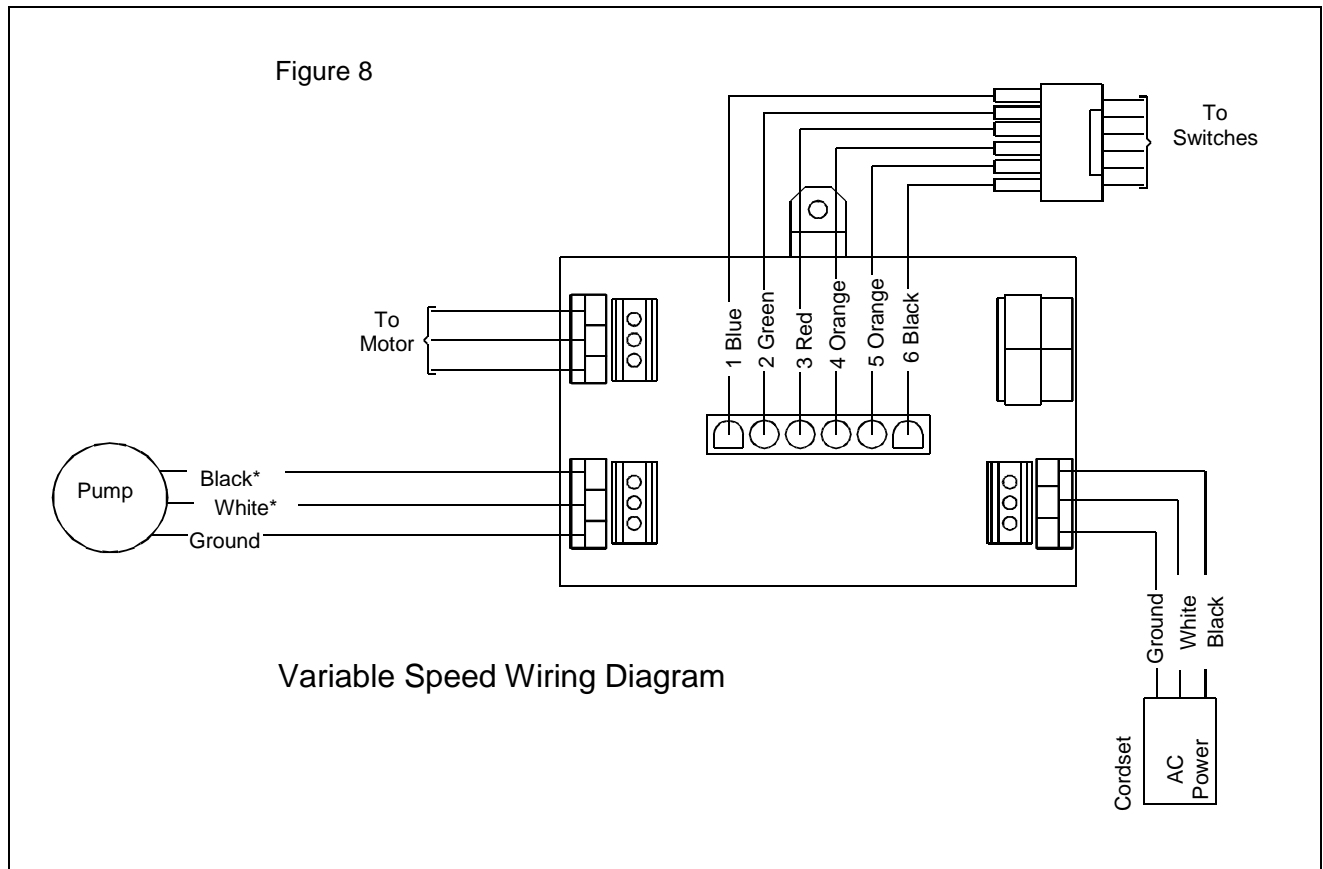 Figure 8
To
Switches
1 Blue
2 Green
3 Red
4 Orange
5 Orange
6 Black
To
Motor
Pump
Black*
White*
Ground
Ground
White
Black
Variable Speed Wiring Diagram
Cordset
AC
Power